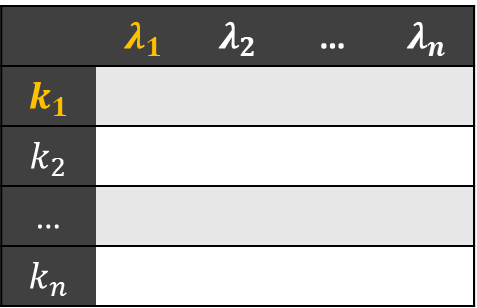 λ₁ λ₂ ... λₙ
k₁
k₂
...
kₙ